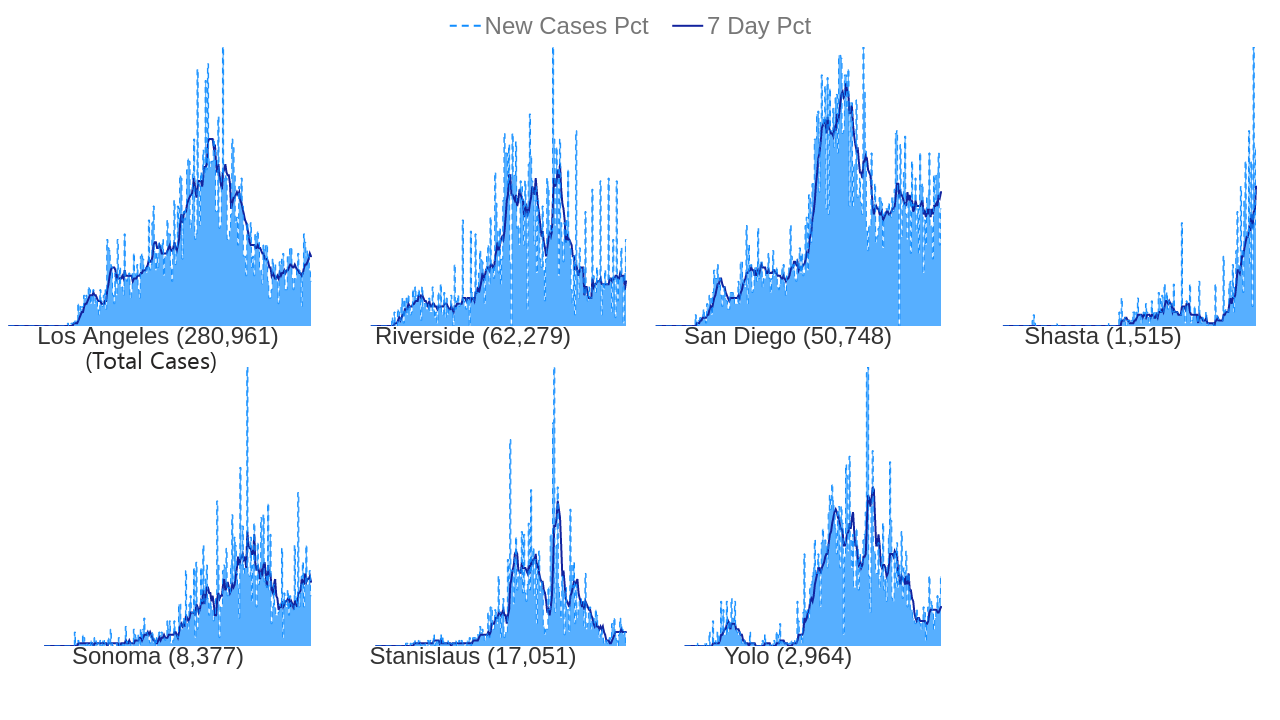 New Cases Pct 7 Day Pct
Los Angeles (280,961) Riverside (62,279) San Diego (50,748) Shasta (1,515)
(Total Cases)
Sonoma (8,377) Stanislaus (17,051) Yolo (2,964)